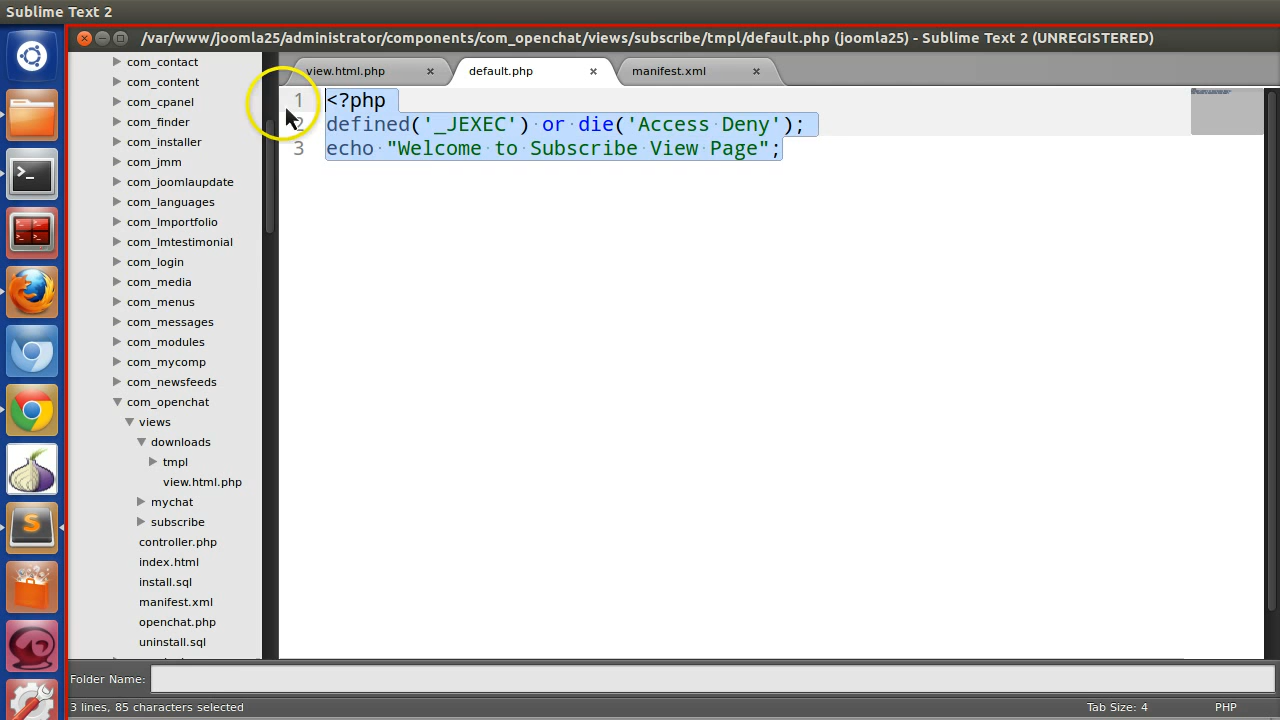 Sublime Text 2
/var/www/joomla25/administrator/components/com_openchat/views/subscribe/tmpl/default.php (joomla25) - Sublime Text 2 (UNREGISTERED)
com_contact
com_content
com_cpanel
com_finder
com_installer
com_jmm
com_joomlaupdate
com_languages
com_lmportfolio
com_lmtestimonial
com_login
com_media
com_menus
com_messages
com_modules
com_mycomp
com_newsfeeds
com_openchat
views
downloads
tmpl
view.html.php
mychat
subscribe
controller.php
index.html
install.sql
manifest.xml
openchat.php
uninstall.sql
view.html.php
default.php
manifest.xml
1 <?php
2 defined('_JEXEC') or die('Access Deny');
3 echo "Welcome to Subscribe View Page";
Folder Name:
3 lines, 85 characters selected
Tab Size: 4
PHP